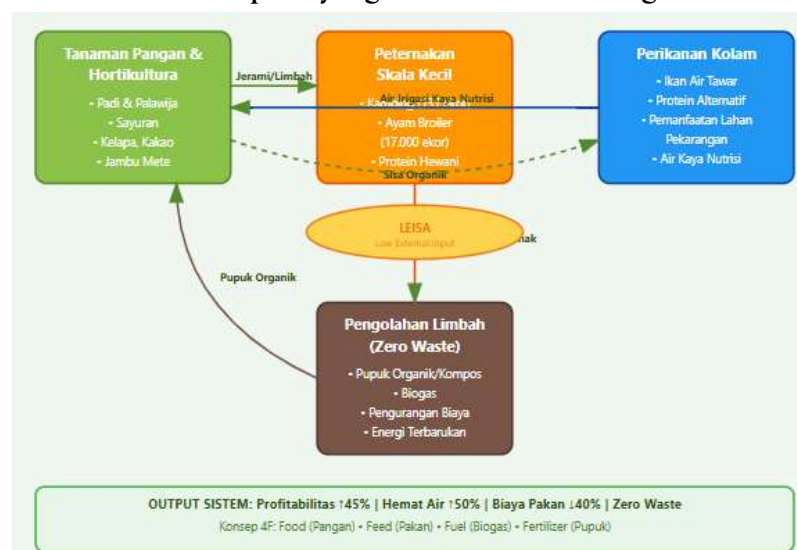 Tanaman Pangan &
Hortikultura
• Padi & Palawija
• Sayuran
• Kelapa, Kakao
• Jambu Mete
Jerami/Limbah
Peternakan
Skala Kecil
• Ayam Broiler
(17.000 ekor)
• Protein Hewani
Air Irigasi Kaya Nutrisi
Sisa Organik
Perikanan Kolam
• Ikan Air Tawar
• Protein Alternatif
• Pemanfaatan Lahan
Pekarangan
• Air Kaya Nutrisi
LEISA
Low External Input
Pupuk Organik
Pengolahan Limbah
(Zero Waste)
• Pupuk Organik/Kompos
• Biogas
• Pengurangan Biaya
• Energi Terbarukan
OUTPUT SISTEM: Profitabilitas ↑45% | Hemat Air ↑50% | Biaya Pakan ↓40% | Zero Waste
Konsep 4F: Food (Pangan) • Feed (Pakan) • Fuel (Biogas) • Fertilizer (Pupuk)